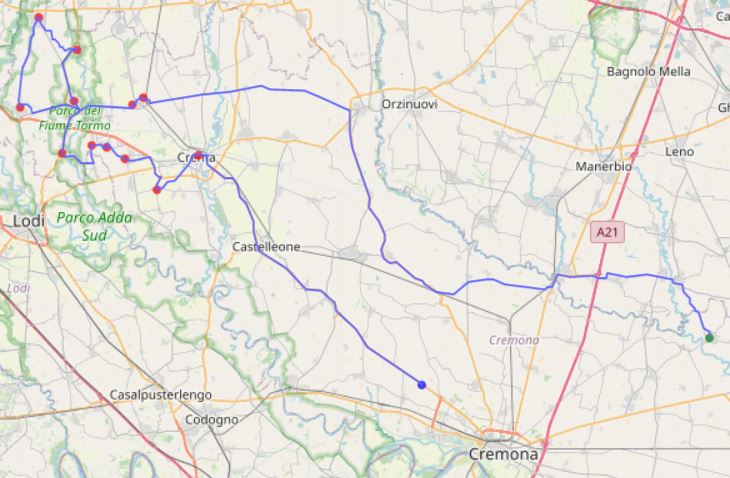 Ca
Bagnolo Mella
Orzinuovi
Gh
Parco del
Fiume Tormo
Leno
Crema
Manerbio
Lodi
Parco Adda
Sud
A21
Castelleone
Lodi
Cremona
Casalpusterlengo
Codogno
Cremona